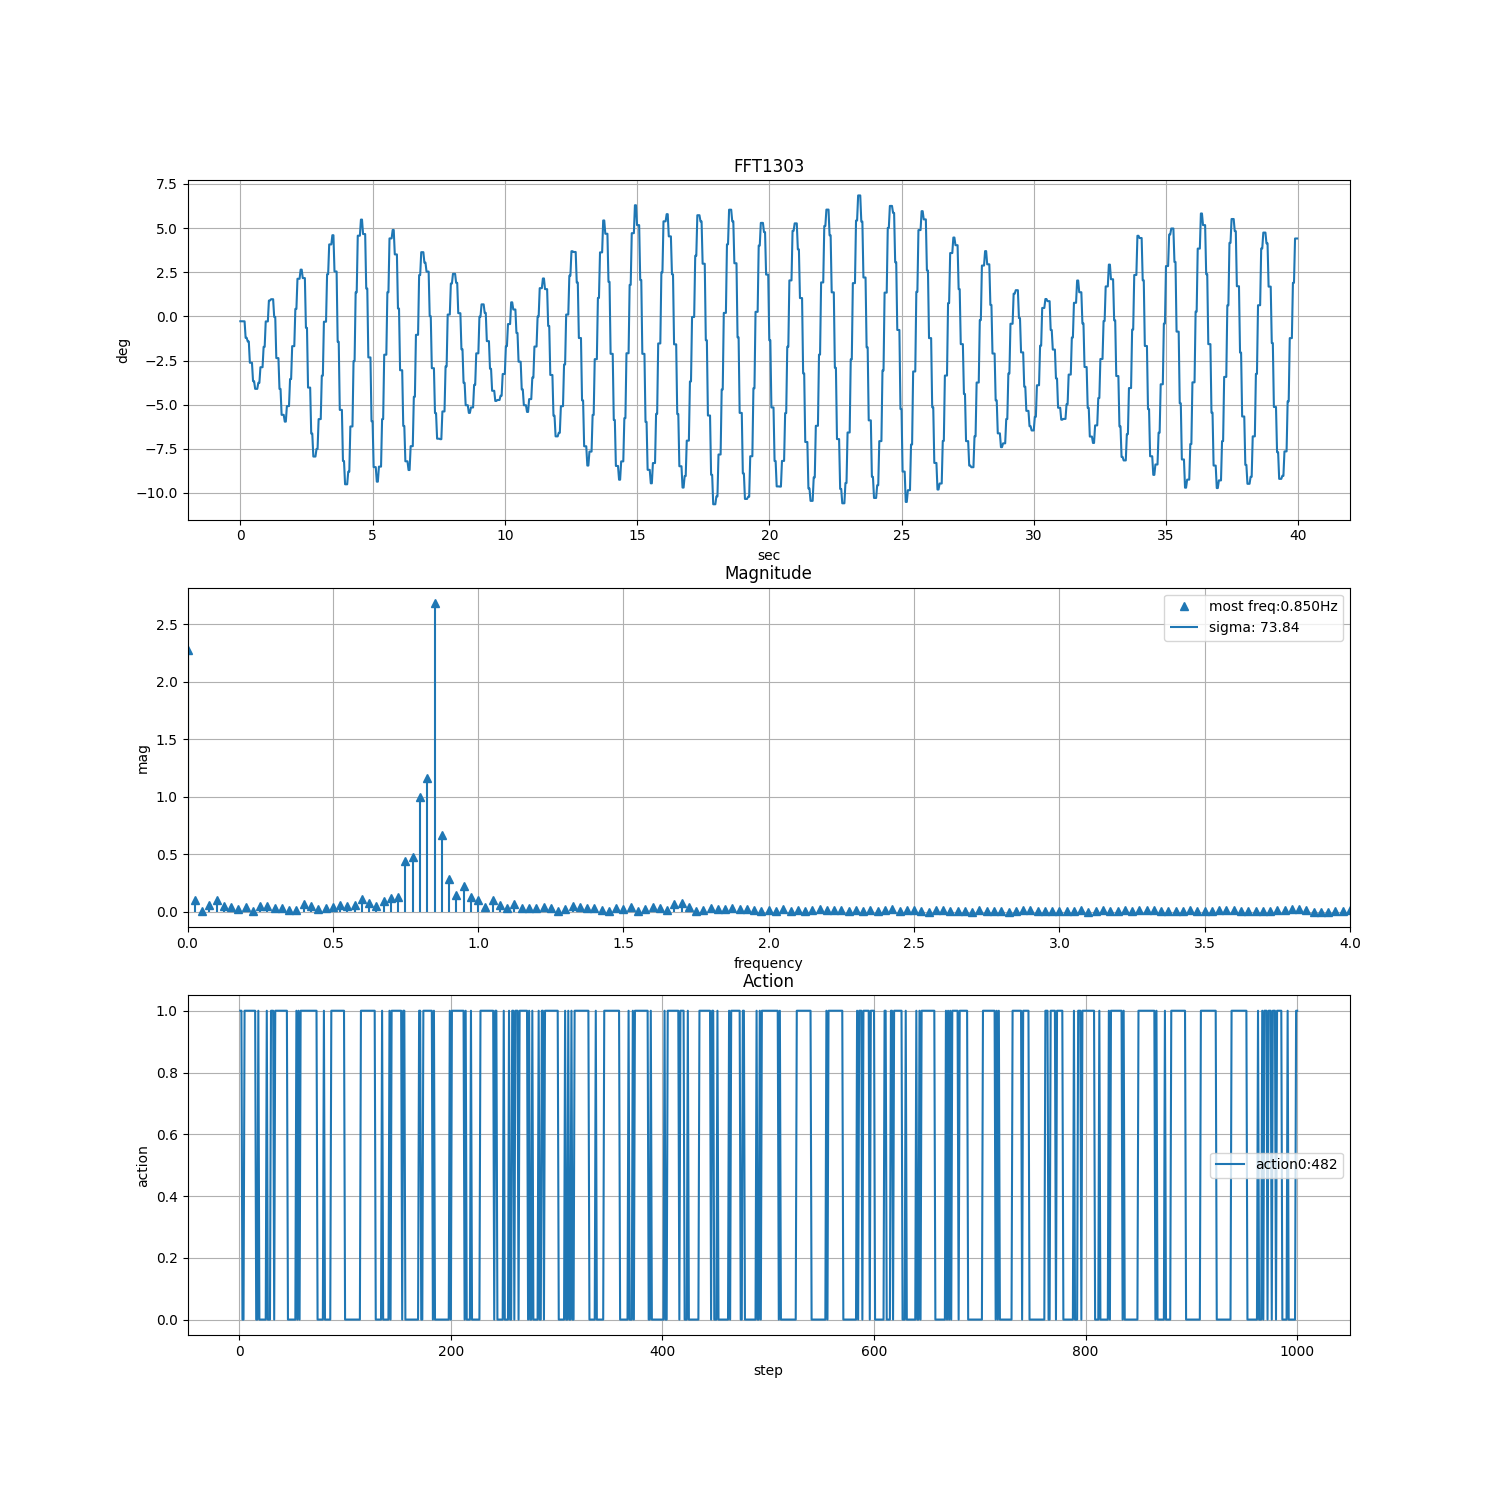 FFT1303
7.5
5.0
2.5
0.0
−2.5
−5.0
−7.5
−10.0
deg
0 5 10 15 20 25 30 35 40
sec
Magnitude
most freq:0.850Hz
sigma: 73.84
2.5
2.0
1.5
1.0
0.5
0.0
mag
0.0 0.5 1.0 1.5 2.0 2.5 3.0 3.5 4.0
frequency
Action
1.0
0.8
0.6
0.4
0.2
0.0
action
action0:482
0 200 400 600 800 1000
step